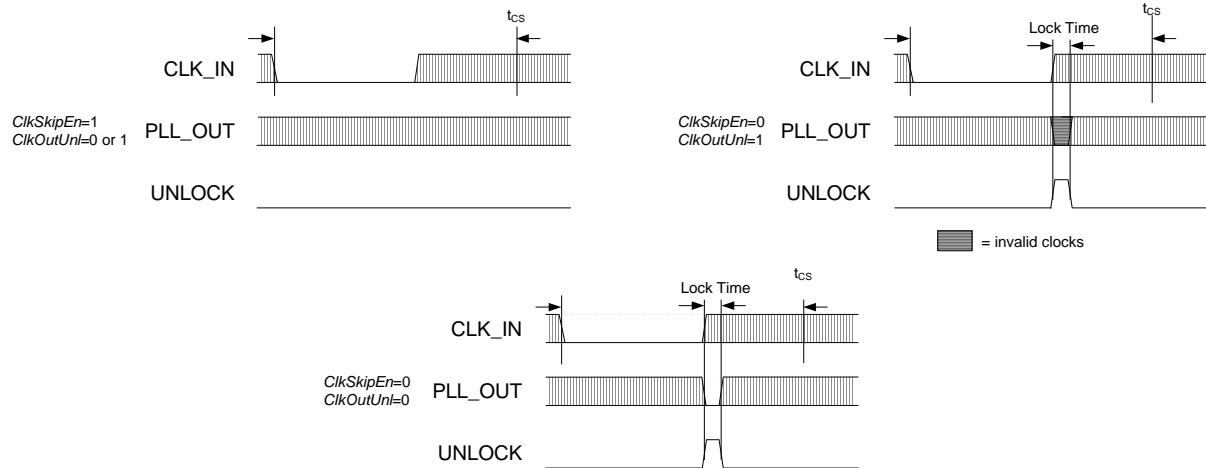 tCS
CLK_IN
ClkSkipEn=1
ClkOutUnl=0 or 1
PLL_OUT
UNLOCK
Lock Time
tCS
CLK_IN
ClkSkipEn=0
ClkOutUnl=1
PLL_OUT
UNLOCK
= invalid clocks
Lock Time
tCS
CLK_IN
ClkSkipEn=0
ClkOutUnl=0
PLL_OUT
UNLOCK